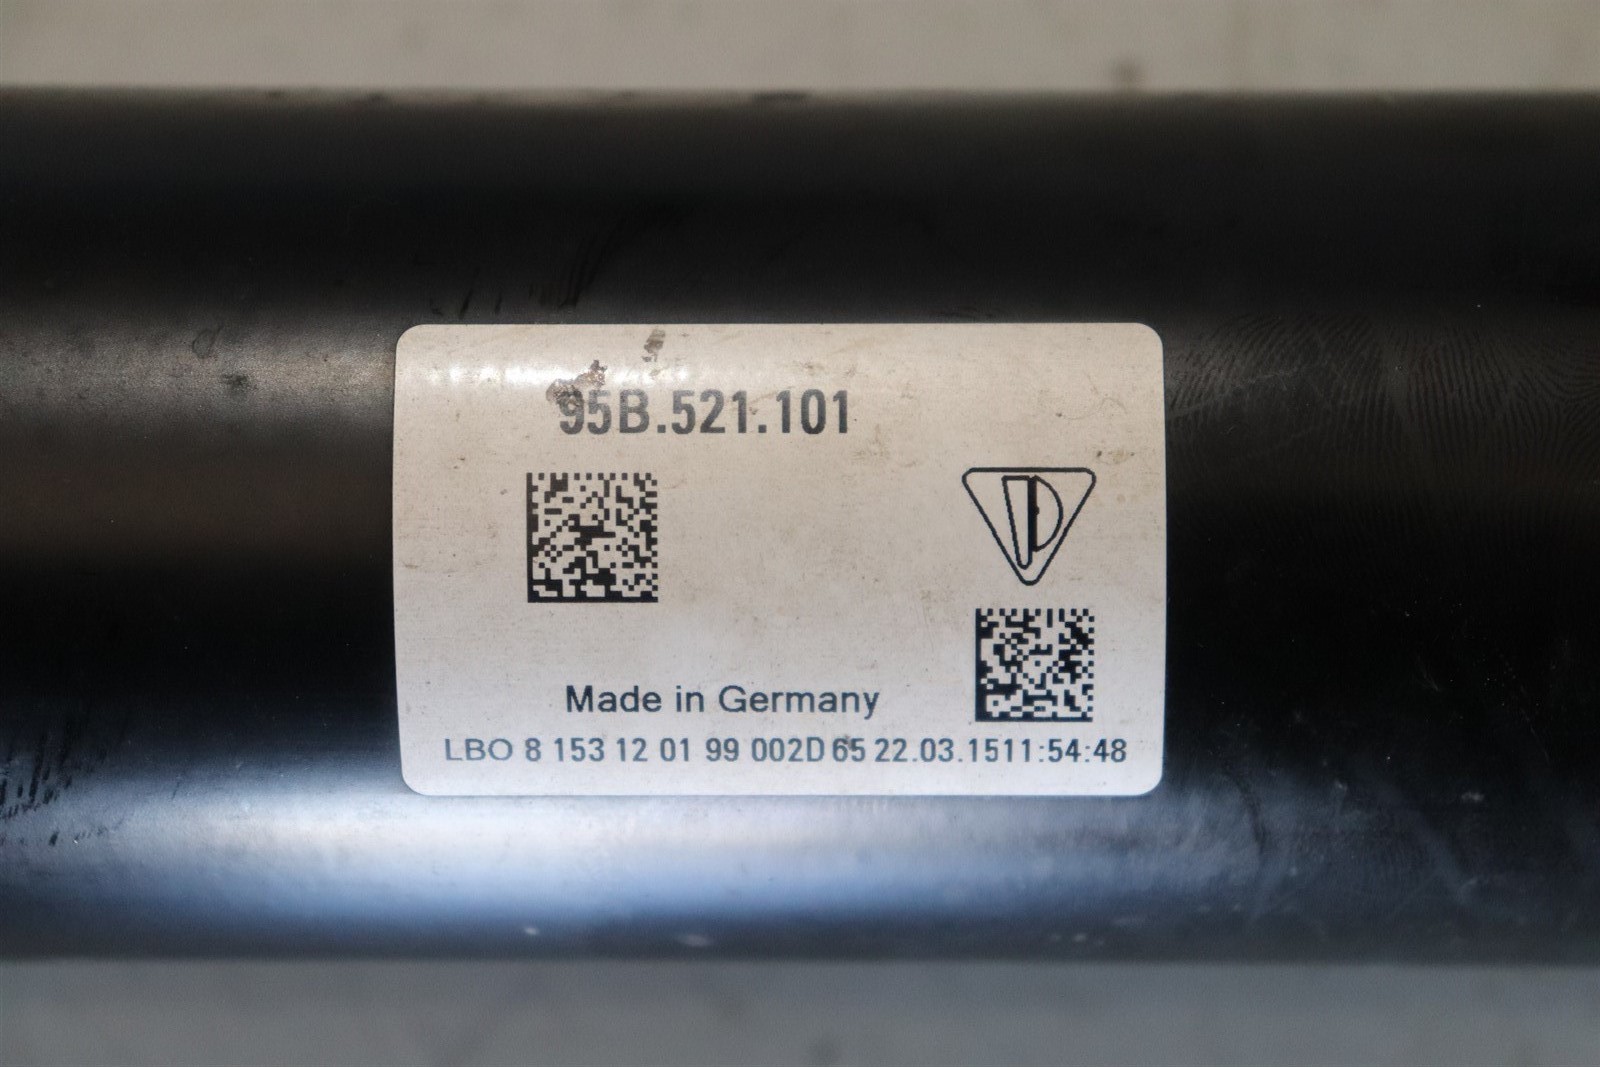 95B.521.101
Made in Germany
LBO 8 153 12 01 99 002D 65 22.03.1511:54:48